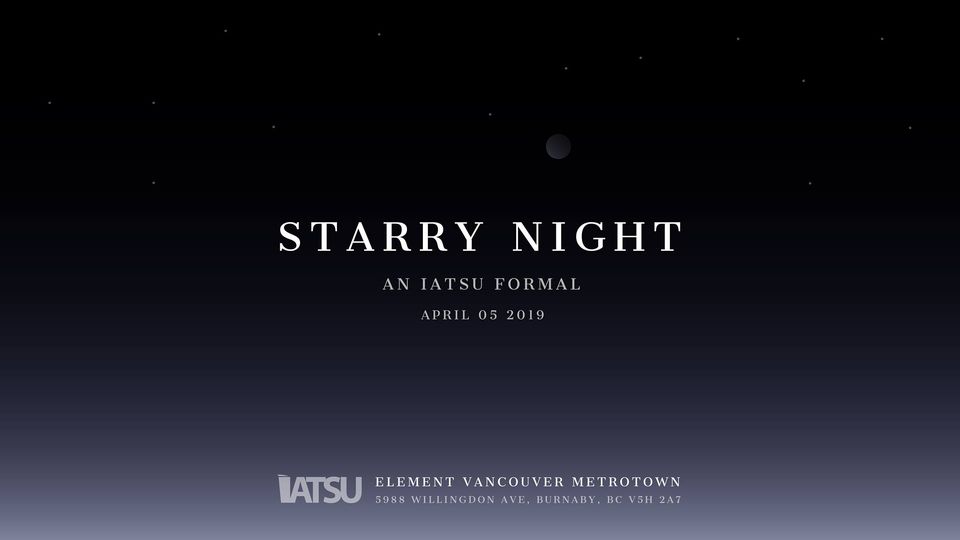 STARRY NIGHT
AN IATSU FORMAL
APRIL 05 2019
IATSU
ELEMENT VANCOUVER METROTOWN
5988 WILLINGDON AVE, BURNABY, BC V5H 2A7